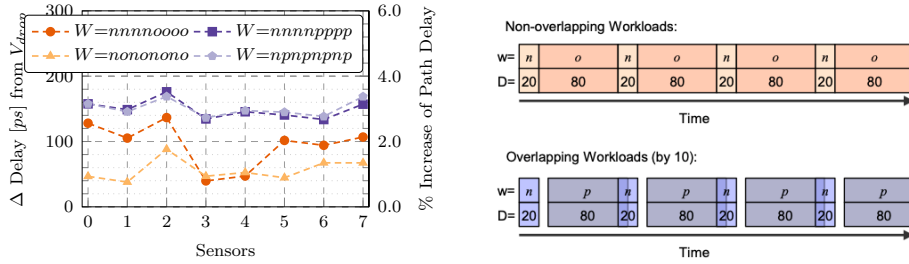 300
200
100
0
Δ Delay [ps] from V_drop
W=nnnnoooo
W=nnnnpppp
W=nononono
W=npnpnpnp
6.0
4.0
2.0
0.0
% Increase of Path Delay
0 1 2 3 4 5 6 7
Sensors
Non-overlapping Workloads:
w= n o n o n o n o
D= 20 80 20 80 20 80 20 80
Time
Overlapping Workloads (by 10):
w= n p n p n p n p
D= 20 80 20 80 20 80 20 80
Time